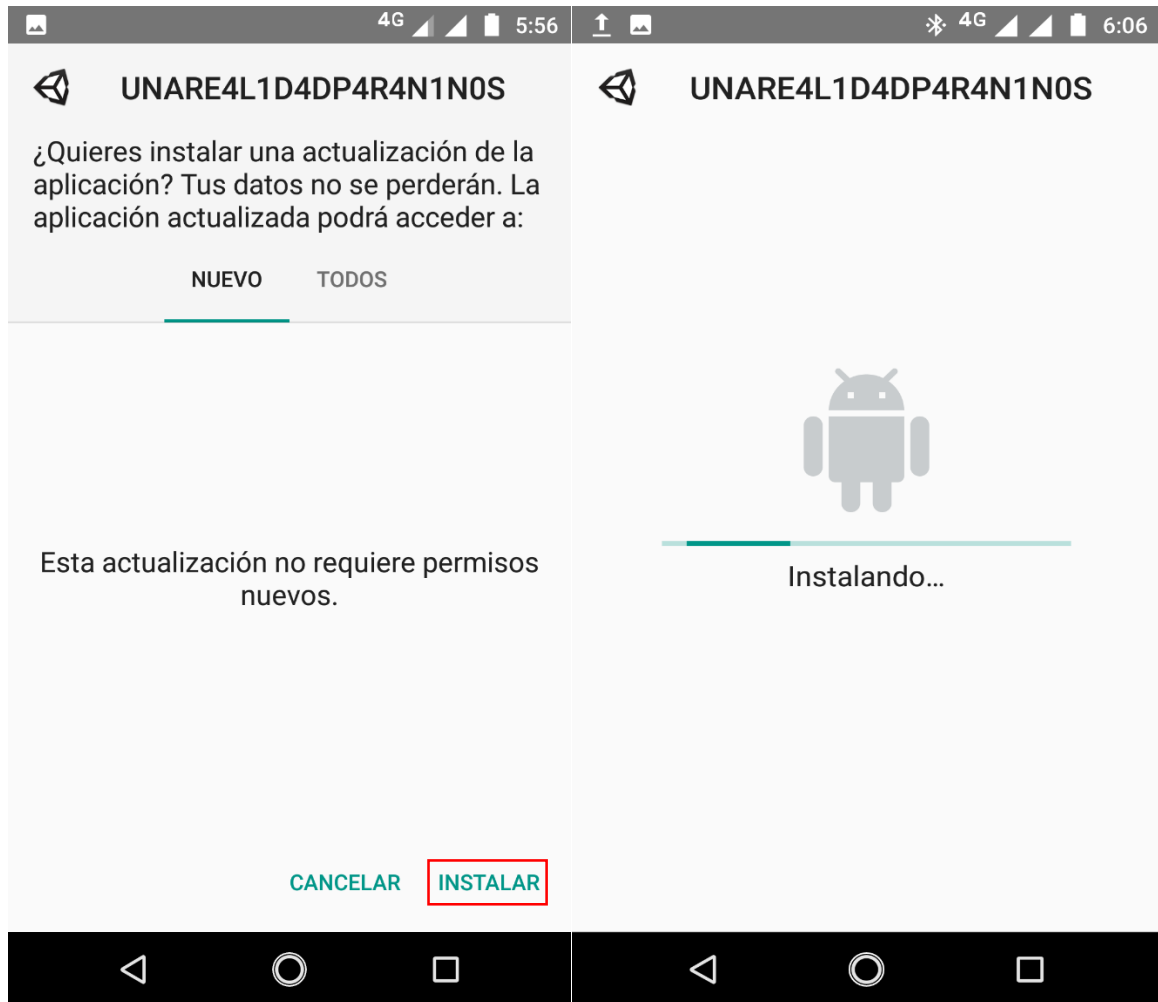 4G 5:56
UNARE4L1D4DP4R4N1N0S
¿Quieres instalar una actualización de la
aplicación? Tus datos no se perderán. La
aplicación actualizada podrá acceder a:
NUEVO TODOS
Esta actualización no requiere permisos
nuevos.
CANCELAR INSTALAR
4G 6:06
UNARE4L1D4DP4R4N1N0S
Instalando...